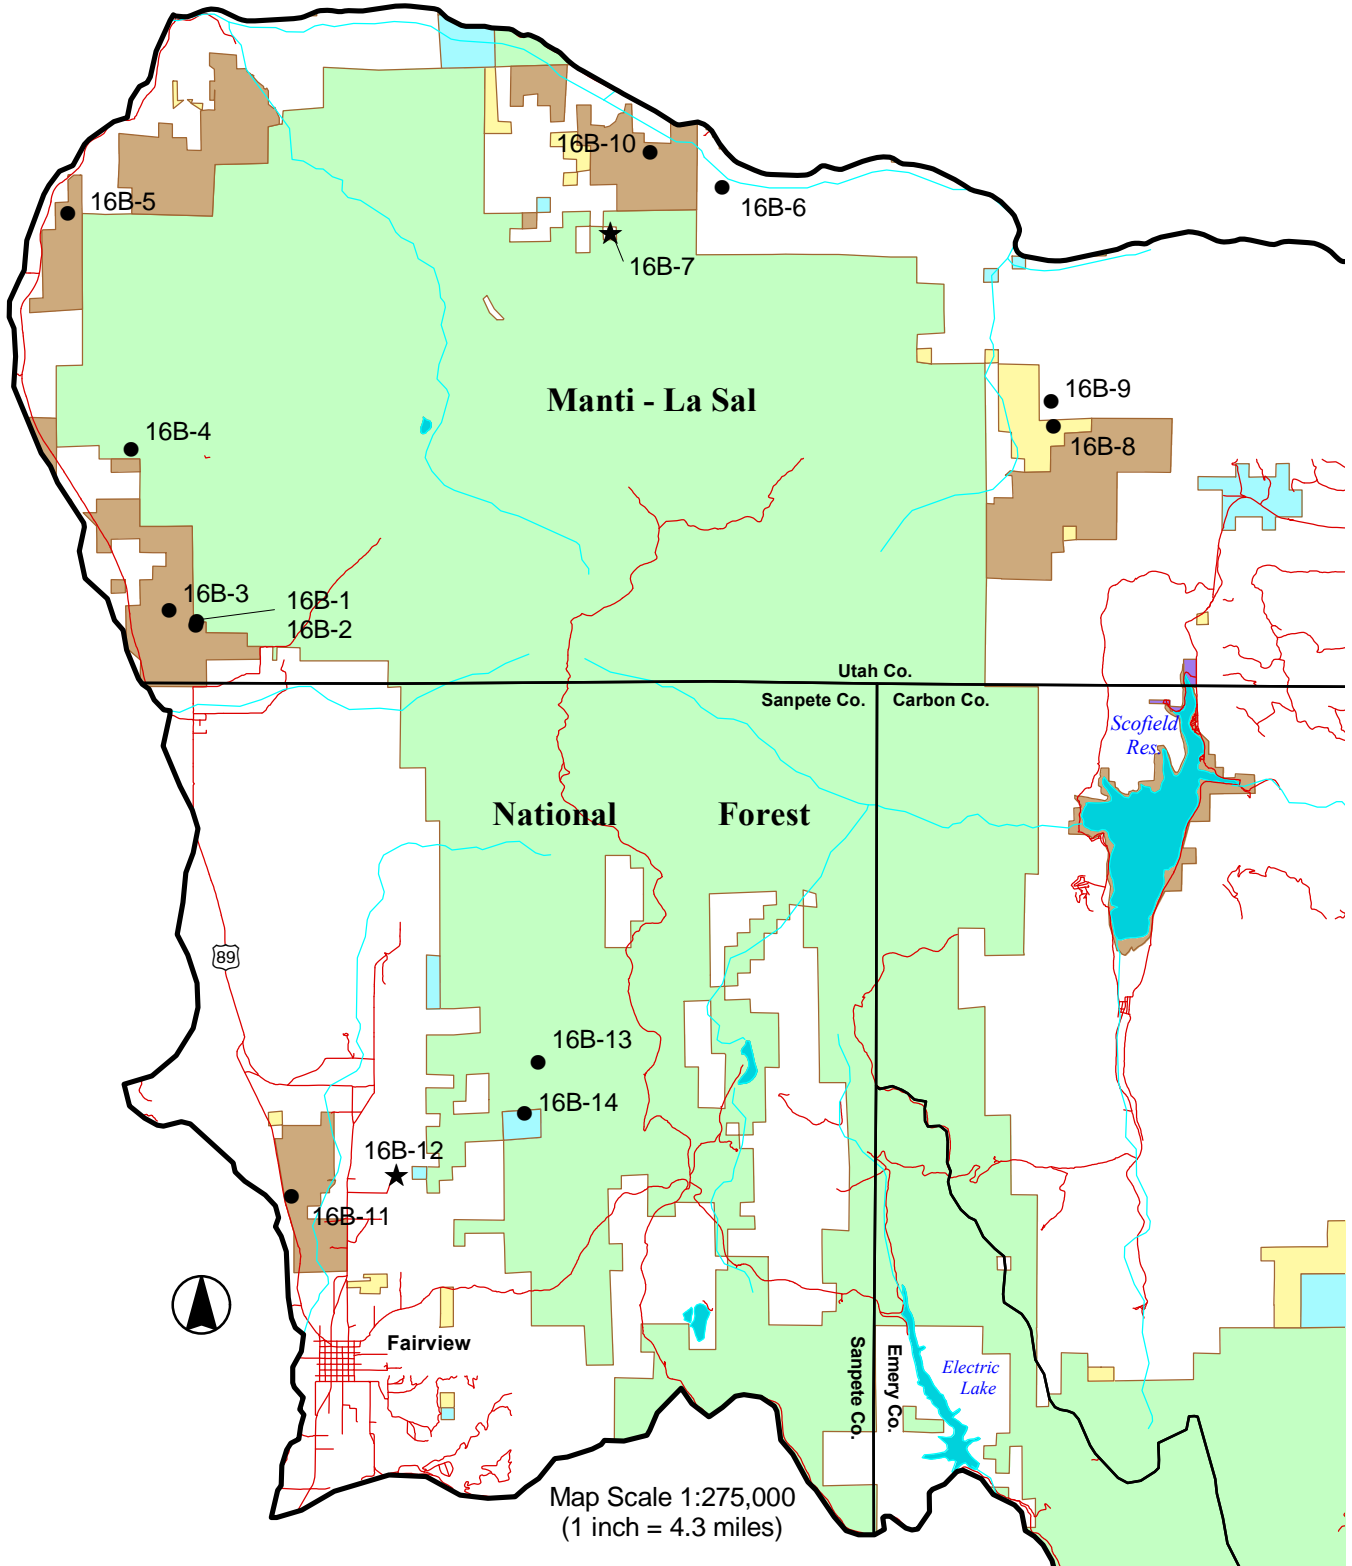 16B-10
16B-5
16B-6
16B-7
Manti - La Sal
16B-9
16B-4
16B-8
16B-3
16B-1
16B-2
Utah Co.
Sanpete Co.
Carbon Co.
Scofield
Res.
National
Forest
89
16B-13
16B-14
16B-12
16B-11
Fairview
Sanpete Co.
Emery Co.
Electric
Lake
Map Scale 1:275,000
(1 inch = 4.3 miles)